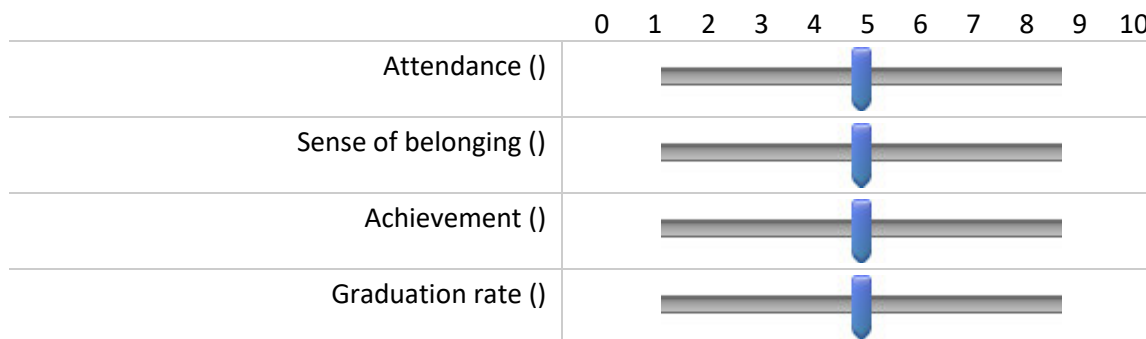 0 1 2 3 4 5 6 7 8 9 10
Attendance ()
Sense of belonging ()
Achievement ()
Graduation rate ()